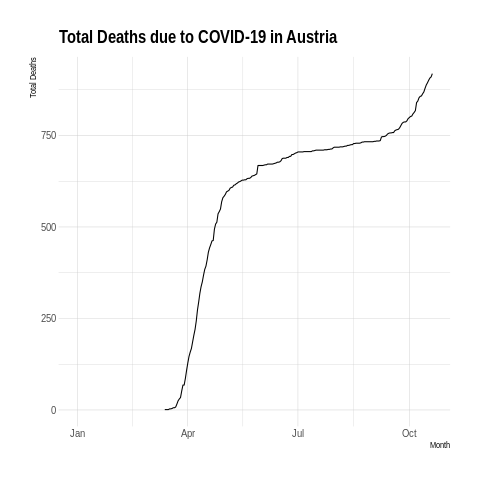 Total Deaths due to COVID-19 in Austria
Total Deaths
750
500
250
0
Jan Apr Jul Oct
Month